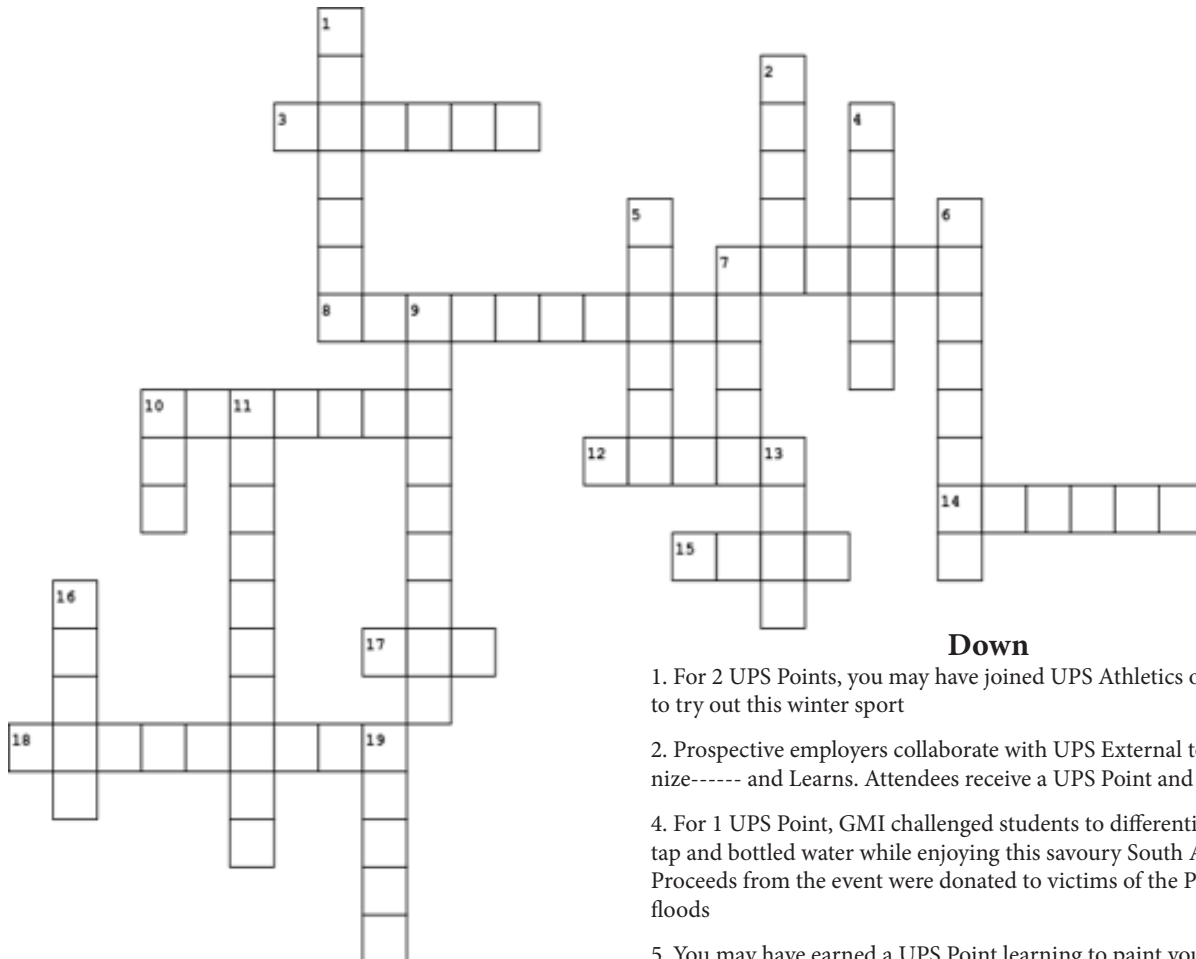 1
2
3
4
5
6
7
8
9
10
11
12
13
14
15
16
17
18
19
Down
1. For 2 UPS Points, you may have joined UPS Athletics
to try out this winter sport
2. Prospective employers collaborate with UPS External
nize------ and Learns. Attendees receive a UPS Point and
4. For 1 UPS Point, GMI challenged students to
tap and bottled water while enjoying this savoury South
Proceeds from the event were donated to victims of the
floods
5. You may have earned a UPS Point learning to paint